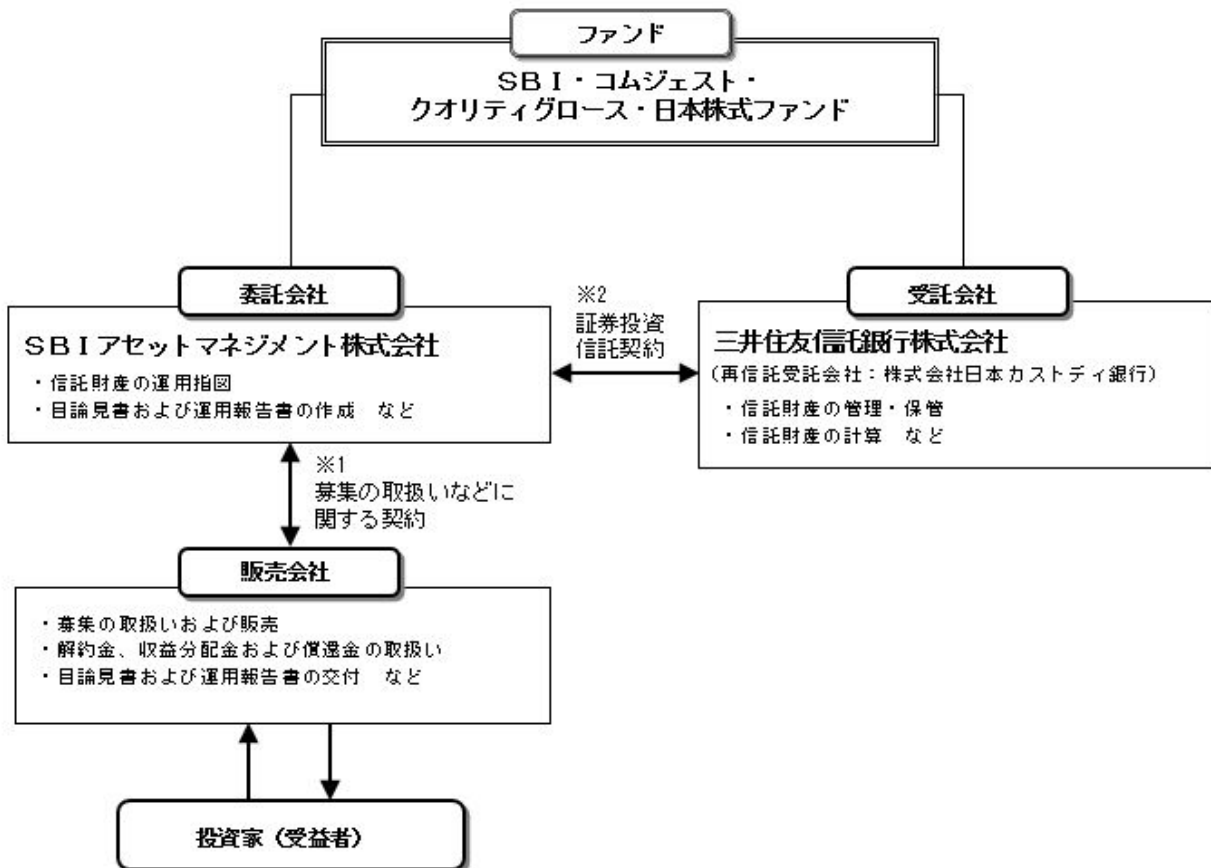 ファンド
ＳＢＩ・コムジェスト・
クオリティグロース・日本株式ファンド
委託会社
ＳＢＩアセットマネジメント株式会社
・信託財産の運用指図
・目論見書および運用報告書の作成　など
※2
証券投資
信託契約
受託会社
三井住友信託銀行株式会社
（再信託受託会社：株式会社日本カストディ銀行）
・信託財産の管理・保管
・信託財産の計算　など
※1
募集の取扱いなどに
関する契約
販売会社
・募集の取扱いおよび販売
・解約金、収益分配金および償還金の取扱い
・目論見書および運用報告書の交付　など
投資家（受益者）